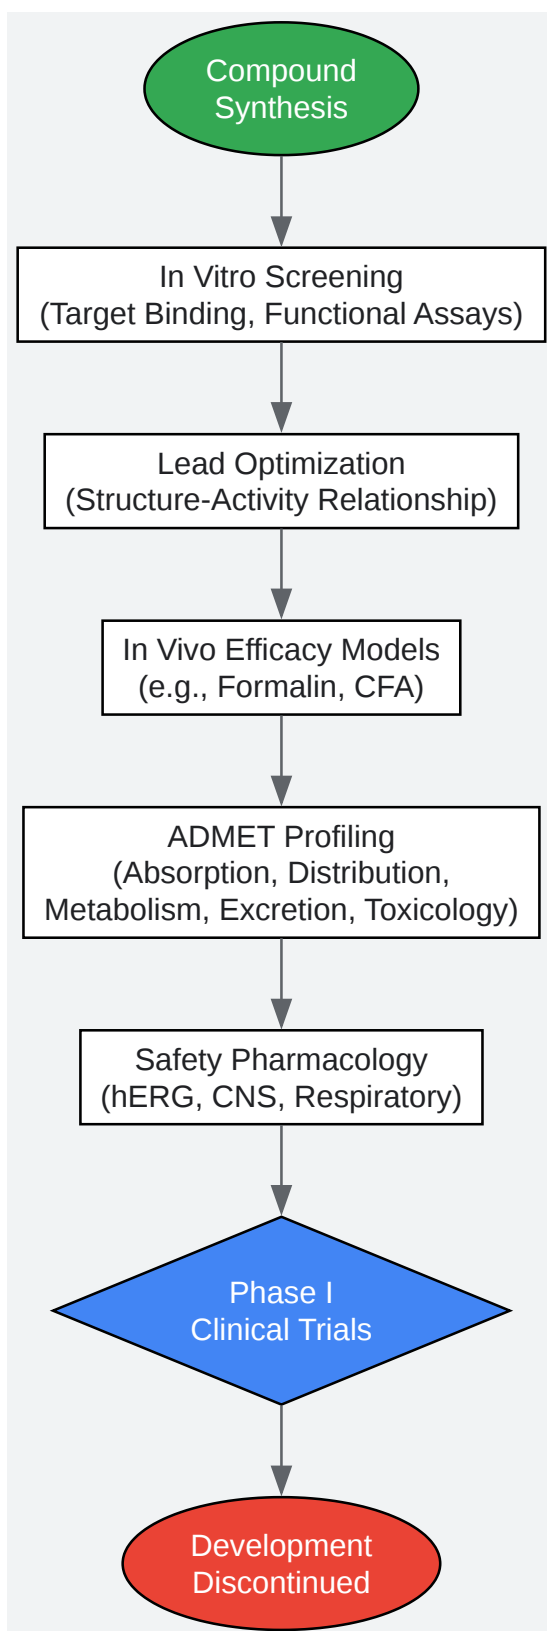 Compound
Synthesis
In Vitro Screening
(Target Binding, Functional Assays)
Lead Optimization
(Structure-Activity Relationship)
In Vivo Efficacy Models
(e.g., Formalin, CFA)
ADMET Profiling
(Absorption, Distribution,
Metabolism, Excretion, Toxicology)
Safety Pharmacology
(hERG, CNS, Respiratory)
Phase I
Clinical Trials
Development
Discontinued